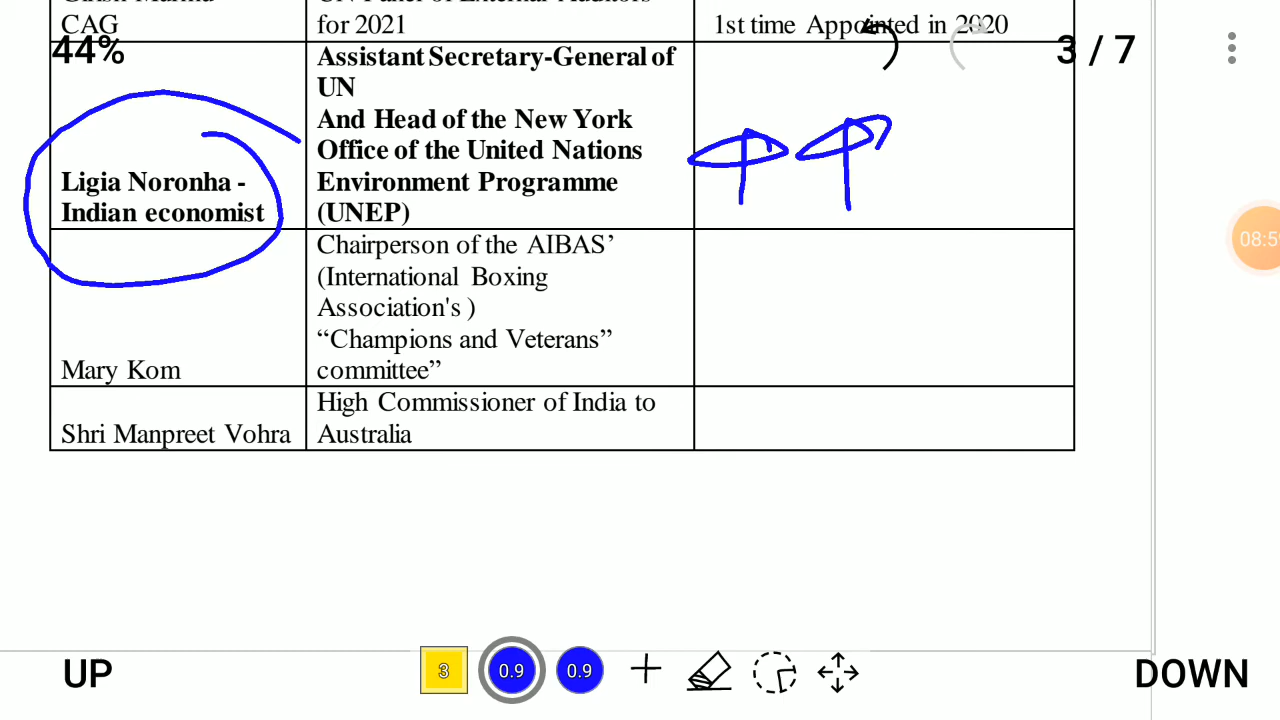 CAG
for 2021
1st time Appointed in 2020
44%
3 / 7
Assistant Secretary-General of
UN
And Head of the New York
Office of the United Nations
Ligia Noronha -
Environment Programme
Indian economist
(UNEP)
08:5
Chairperson of the AIBAS’
(International Boxing
Association's )
“Champions and Veterans”
Mary Kom
committee”
High Commissioner of India to
Shri Manpreet Vohra
Australia
UP
3
0.9
0.9
DOWN